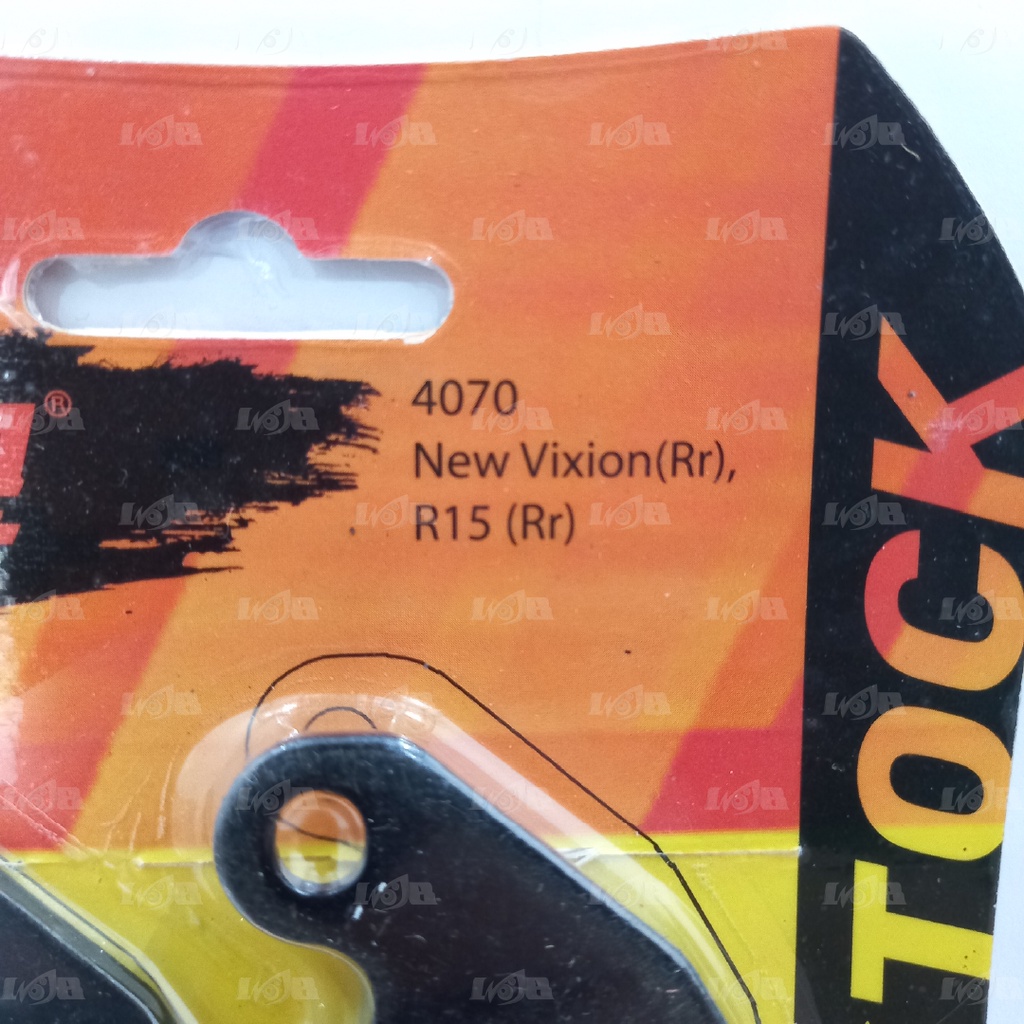 ®
4070
New Vixion(Rr),
R15 (Rr)
TOCK